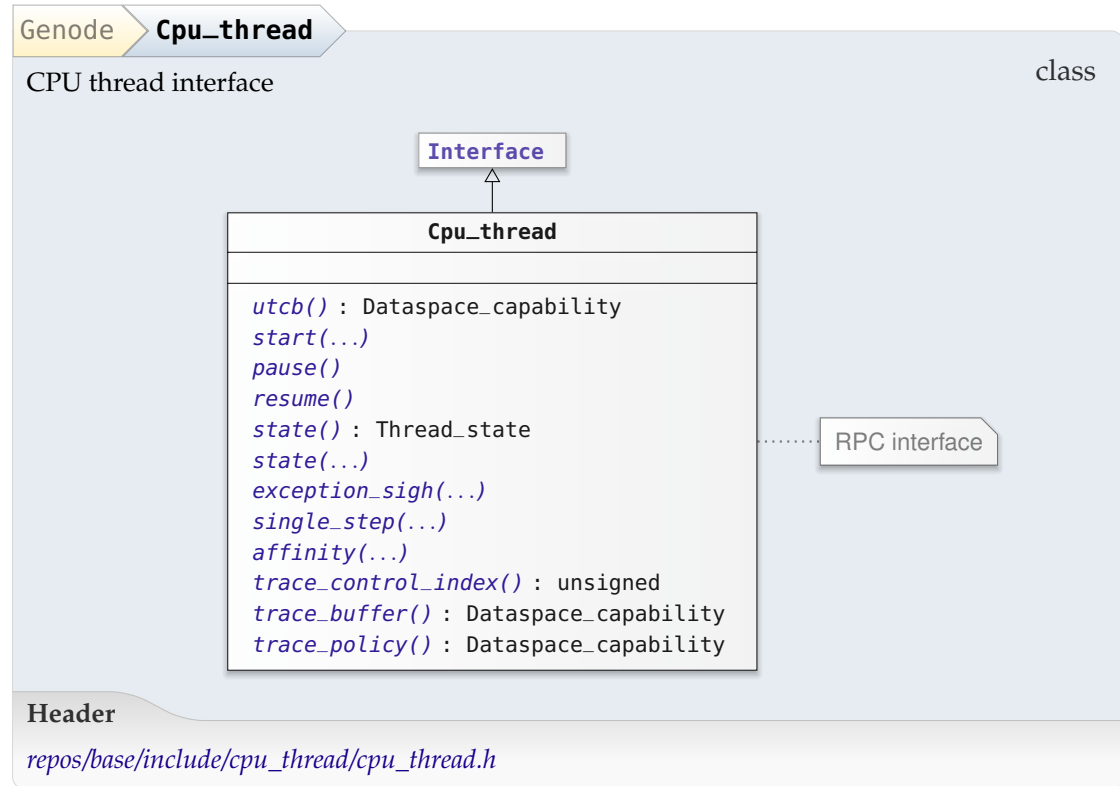 Genode Cpu_thread
CPU thread interface
class
Interface
Cpu_thread
utcb() : Dataspace_capability
start(...)
pause()
resume()
state() : Thread_state
state(...)
exception_sigh(...)
single_step(...)
affinity(...)
trace_control_index() : unsigned
trace_buffer() : Dataspace_capability
trace_policy() : Dataspace_capability
RPC interface
Header
repos/base/include/cpu_thread/cpu_thread.h